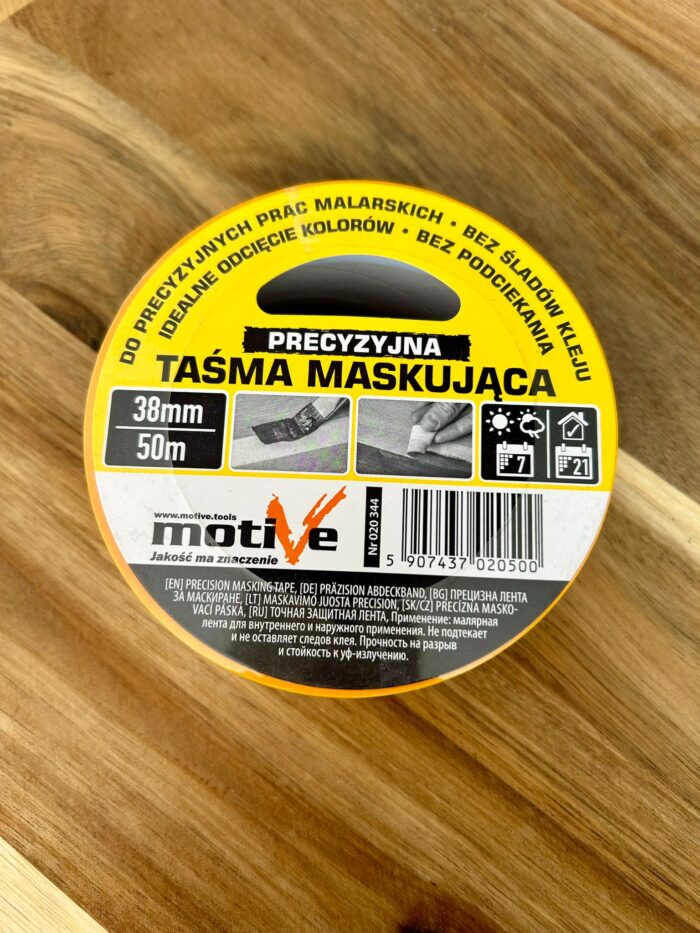 DO PRECYZYJNYCH PRAC MALARSKICH • BEZ ŚLADÓW KLEJU
IDEALNE ODCIĘCIE KOLORÓW • BEZ PODCIEKANIA
PRECYZYJNA
TAŚMA MASKUJĄCA
38mm
50m
7
21
www.motive.tools
motive
Jakość ma znaczenie
Nr 020 344
5 907437 020500
[EN] PRECISION MASKING TAPE, [DE] PRÄZISION ABDECKBAND, [BG] ПРЕЦИЗНА ЛЕНТА
ЗА МАСКИРАНЕ, [LT] MASKAVIMO JUOSTA PRECISION, [SK/CZ] PRECÍZNA MASKO-
VACÍ PÁSKA, [RU] ТОЧНАЯ ЗАЩИТНАЯ ЛЕНТА, Применение: малярная
лента для внутреннего и наружного применения. Не подтекает
и не оставляет следов клея. Прочность на разрыв
и стойкость к уф-излучению.